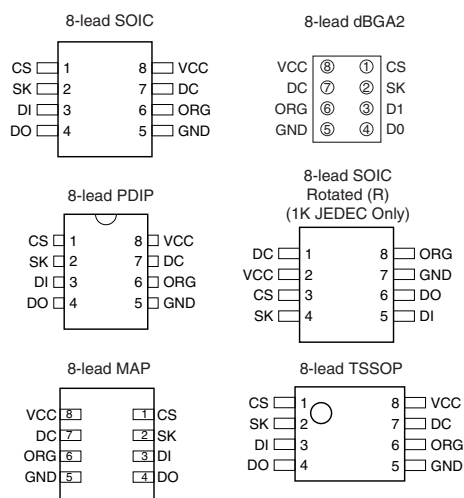 8-lead SOIC
CS 1 8 VCC
SK 2 7 DC
DI 3 6 ORG
DO 4 5 GND
8-lead dBGA2
VCC 8 1 CS
DC 7 2 SK
ORG 6 3 D1
GND 5 4 D0
8-lead PDIP
CS 1 8 VCC
SK 2 7 DC
DI 3 6 ORG
DO 4 5 GND
8-lead SOIC
Rotated (R)
(1K JEDEC Only)
DC 1 8 ORG
VCC 2 7 GND
CS 3 6 DO
SK 4 5 DI
8-lead MAP
VCC 8 1 CS
DC 7 2 SK
ORG 6 3 DI
GND 5 4 DO
8-lead TSSOP
CS 1 8 VCC
SK 2 7 DC
DI 3 6 ORG
DO 4 5 GND